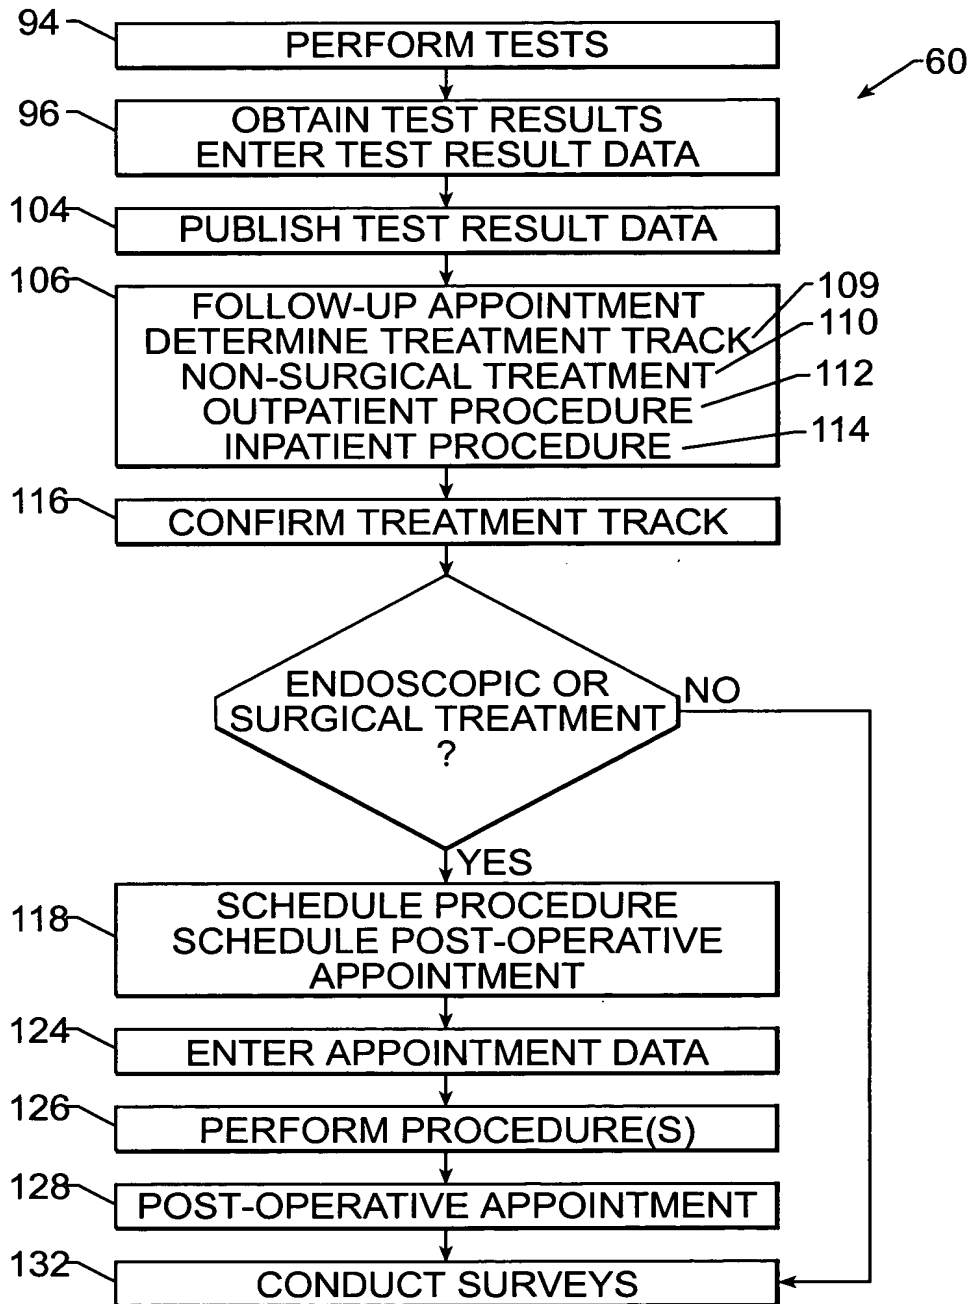 94
PERFORM TESTS
60
96
OBTAIN TEST RESULTS
ENTER TEST RESULT DATA
104
PUBLISH TEST RESULT DATA
106
FOLLOW-UP APPOINTMENT
109
DETERMINE TREATMENT TRACK
110
NON-SURGICAL TREATMENT
112
OUTPATIENT PROCEDURE
114
INPATIENT PROCEDURE
116
CONFIRM TREATMENT TRACK
ENDOSCOPIC OR
SURGICAL TREATMENT
?
NO
YES
118
SCHEDULE PROCEDURE
SCHEDULE POST-OPERATIVE
APPOINTMENT
124
ENTER APPOINTMENT DATA
126
PERFORM PROCEDURE(S)
128
POST-OPERATIVE APPOINTMENT
132
CONDUCT SURVEYS